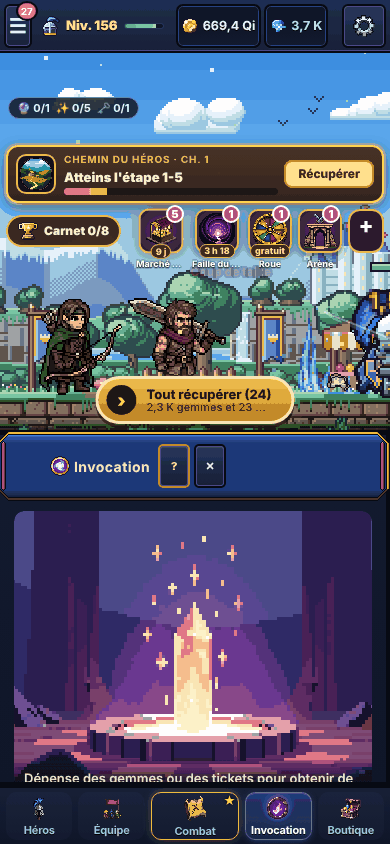 27
Niv. 156
669,4 Qi
3,7 K
0/1 0/5 0/1
CHEMIN DU HÉROS · CH. 1
Atteins l'étape 1-5
Récupérer
Carnet 0/8
5
1
1
1
9 j
3 h 18
gratuit
+
Marché ...
Faille du ...
Roue
Arène
Tout récupérer (24)
2,3 K gemmes et 23 ...
Invocation
?
×
Dépense des gemmes ou des tickets pour obtenir de
Héros
Équipe
Combat
Invocation
Boutique